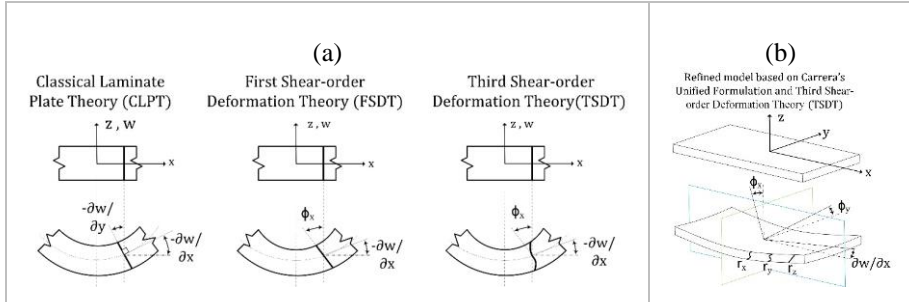 (a)
Classical Laminate
Plate Theory (CLPT)
z , w
x
-∂w/
∂y
-∂w/
∂x
First Shear-order
Deformation Theory (FSDT)
z , w
x
ϕx
-∂w/
∂x
Third Shear-order
Deformation Theory(TSDT)
z , w
x
ϕx
-∂w/
∂x
(b)
Refined model based on Carrera's
Unified Formulation and Third Shear-
order Deformation Theory (TSDT)
z
y
x
ϕx
ϕy
rx
ry
rz
∂w/∂x